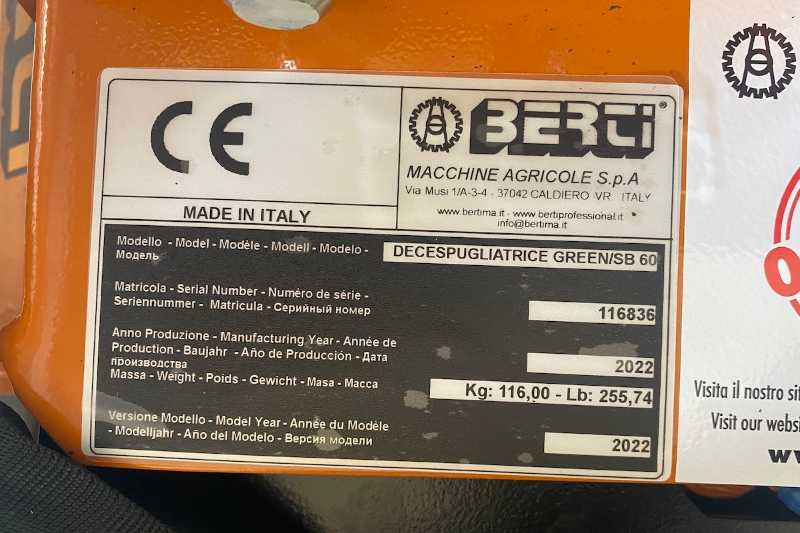 CE
BERTI®
MACCHINE AGRICOLE S.p.A
Via Musi 1/A-3-4 - 37042 CALDIERO VR ITALY
www.bertima.it - www.bertiprofessional.it
info@bertima.it
MADE IN ITALY
Modello - Model - Modèle - Modell - Modelo -
Модель
DECESPUGLIATRICE GREEN/SB 60
Matricola - Serial Number - Numéro de série -
Seriennummer - Matricula - Серийный номер
116836
Anno Produzione - Manufacturing Year - Année de
Production - Baujahr - Año de Producción - Дата
производства
2022
Massa - Weight - Poids - Gewicht - Masa - Масса
Kg: 116,00 - Lb: 255,74
Versione Modello - Model Year - Année du Modèle
- Modelljahr - Año del Modelo - Версия модели
2022
Visita il nostro
Visit our